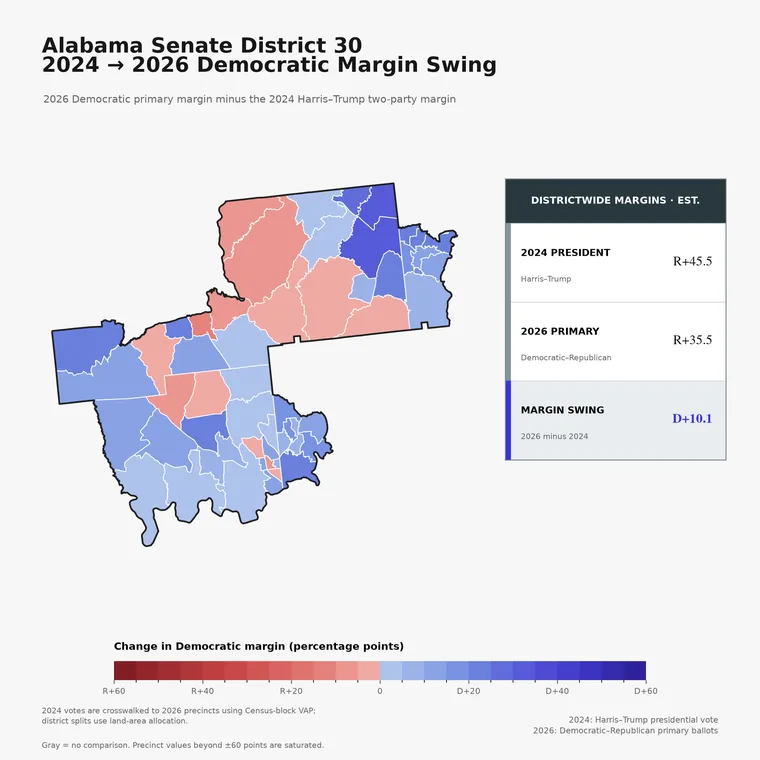 Alabama Senate District 30
2024 → 2026 Democratic Margin Swing
2026 Democratic primary margin minus the 2024 Harris–Trump two-party margin
DISTRICTWIDE MARGINS · EST.
2024 PRESIDENT
R+45.5
Harris–Trump
2026 PRIMARY
R+35.5
Democratic–Republican
MARGIN SWING
D+10.1
2026 minus 2024
Change in Democratic margin (percentage points)
R+60 R+40 R+20 0 D+20 D+40 D+60
2024 votes are crosswalked to 2026 precincts using Census-block VAP;
district splits use land-area allocation.
Gray = no comparison. Precinct values beyond ±60 points are saturated.
2024: Harris–Trump presidential vote
2026: Democratic–Republican primary ballots